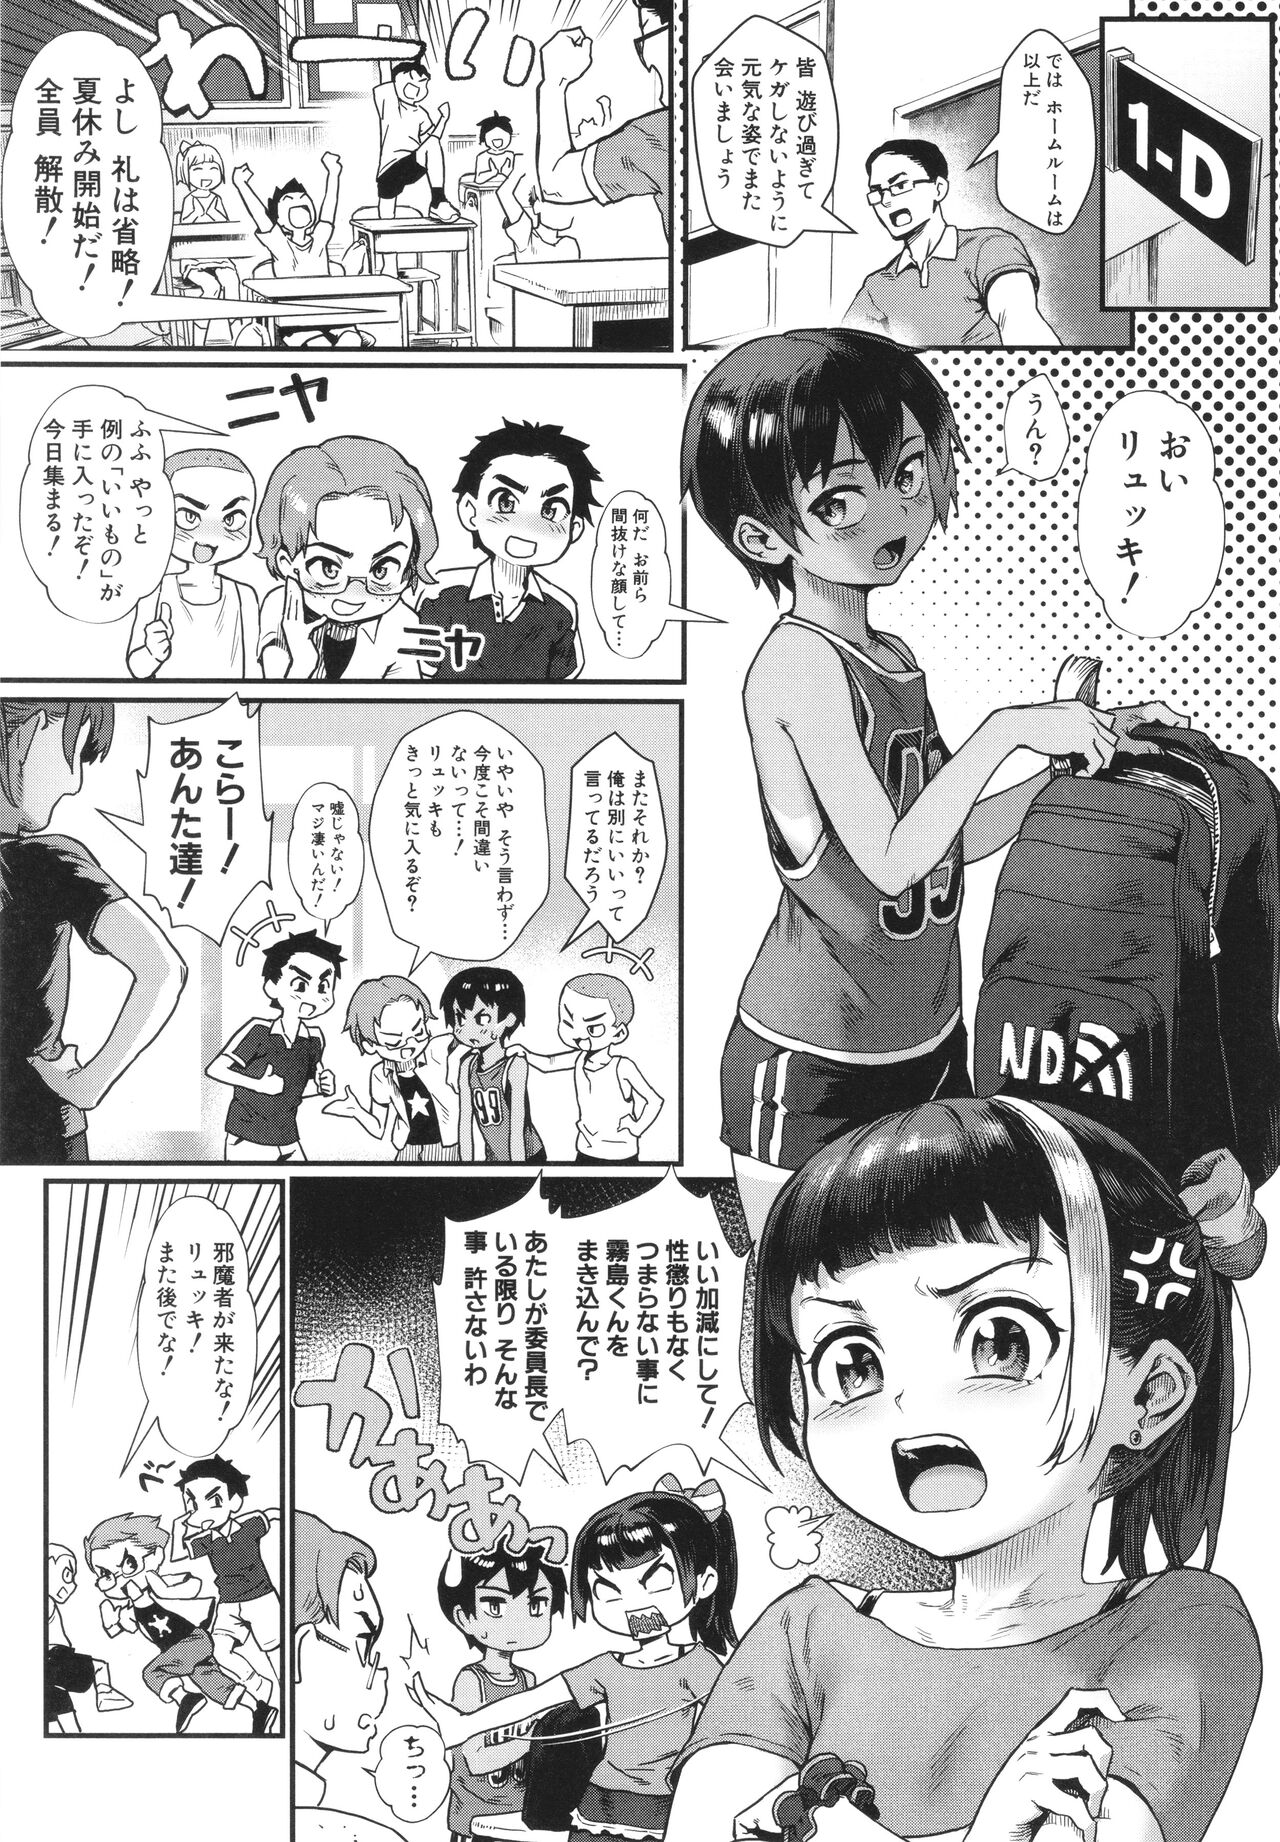 1-D
では ホームルームは
以上だ
皆 遊び過ぎて
ケガしないように
元気な姿でまた
会いましょう
わーい
よし 礼は省略!
夏休み開始だ!
全員 解散!
おい
リュッキ!
うん?
ND
99
何だ お前ら
間抜けな顔して…
ニヤ
ニヤ
ふふ やっと
例の「いいもの」が
手に入ったぞ!
今日集まる!
またそれか?
俺は別にいいって
言ってるだろう
いやいや そう言わず…
今度こそ間違い
ないって…!
リュッキも
きっと気に入るぞ?
嘘じゃない!
マジ凄いんだ!
99
こらー!
あんた達!
いい加減にして!
性懲りもなく
つまらない事に
霧島くんを
まき込んで?
あたしが委員長で
いる限り そんな
事 許さないわ
がぁぁぁっ
ちっ…
邪魔者が来たな!
リュッキ!
また後でな!
べ〜